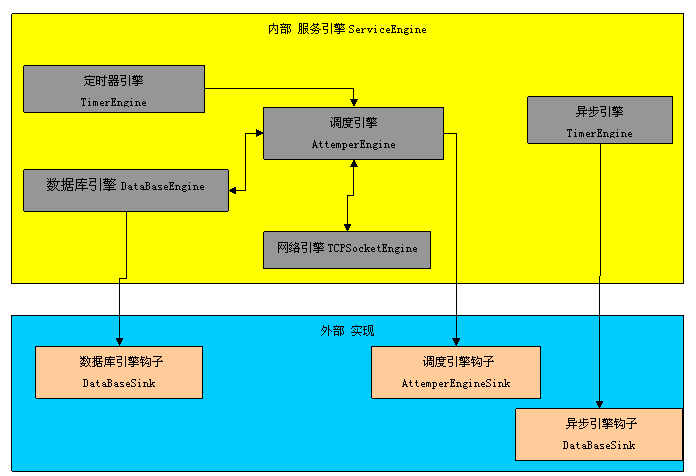 内部 服务引擎 ServiceEngine
定时器引擎
TimerEngine
调度引擎
AttemperEngine
异步引擎
TimerEngine
数据库引擎 DataBaseEngine
网络引擎 TCPSocketEngine
外部 实现
数据库引擎钩子
DataBaseSink
调度引擎钩子
AttemperEngineSink
异步引擎钩子
DataBaseSink